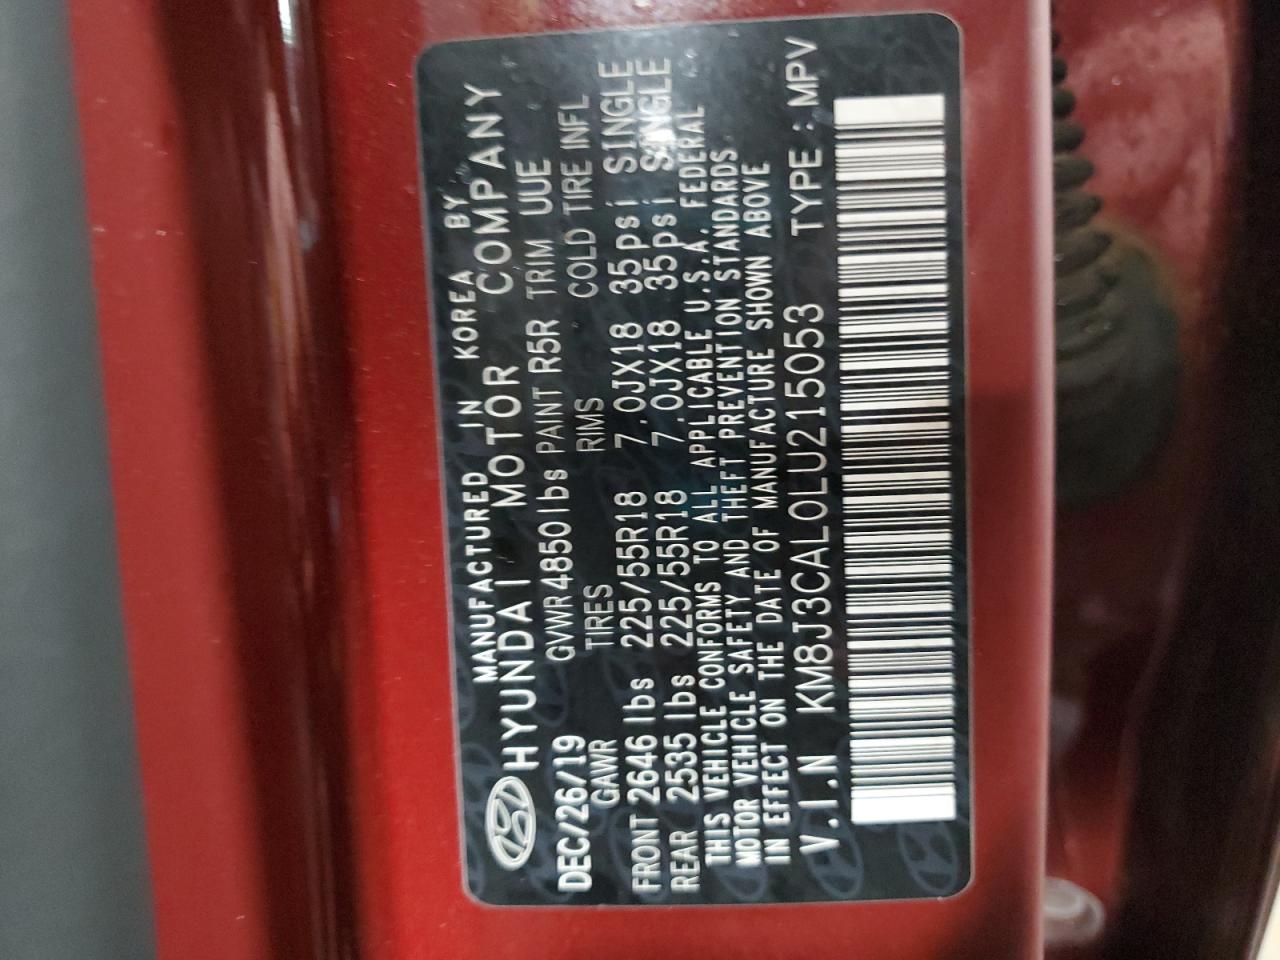 MANUFACTURED IN KOREA BY
HYUNDAI MOTOR COMPANY
DEC/26/19 GVWR 4850lbs PAINT R5R TRIM UUE
GAWR TIRES RIMS COLD TIRE INFL
FRONT 2646 lbs 225/55R18 7.0JX18 35psi SINGLE
REAR 2535 lbs 225/55R18 7.0JX18 35psi SINGLE
THIS VEHICLE CONFORMS TO ALL APPLICABLE U.S.A. FEDERAL
MOTOR VEHICLE SAFETY AND THEFT PREVENTION STANDARDS
IN EFFECT ON THE DATE OF MANUFACTURE SHOWN ABOVE
V.I.N KM8J3CAL0LU215053 TYPE : MPV